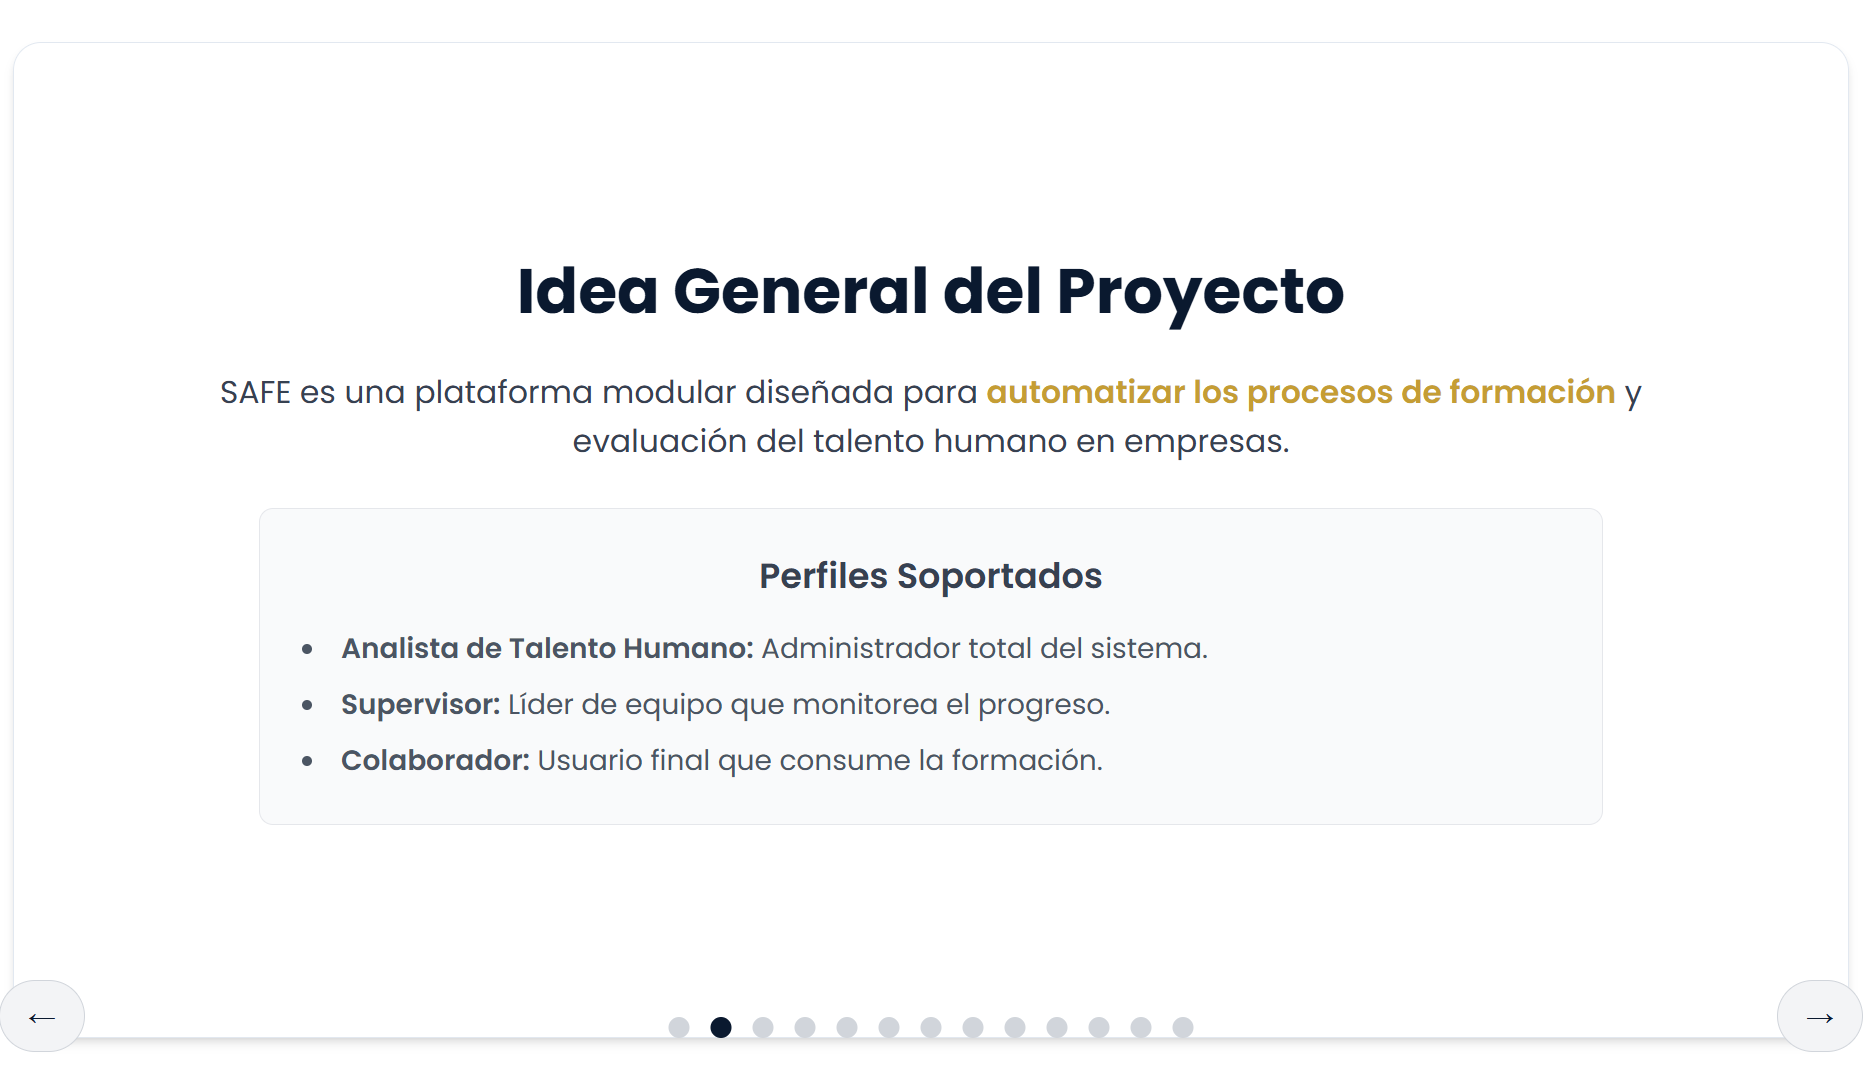 Idea General del Proyecto
SAFE es una plataforma modular diseñada para automatizar los procesos de formación y
evaluación del talento humano en empresas.
Perfiles Soportados
• Analista de Talento Humano: Administrador total del sistema.
• Supervisor: Líder de equipo que monitorea el progreso.
• Colaborador: Usuario final que consume la formación.
← →